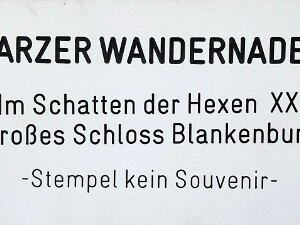 ARZER WANDERNADE
Im Schatten der Hexen XX
roßes Schloss Blankenbur
-Stempel kein Souvenir-